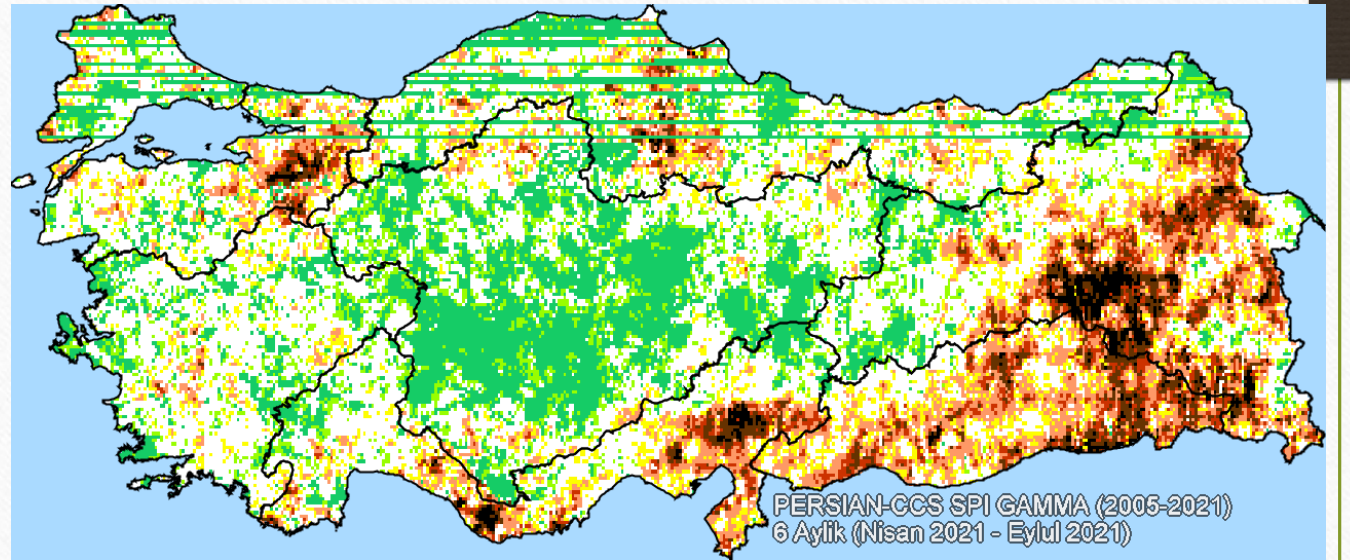 PERSIAN-CCS SPI GAMMA (2005-2021)
6 Aylik (Nisan 2021 - Eylul 2021)